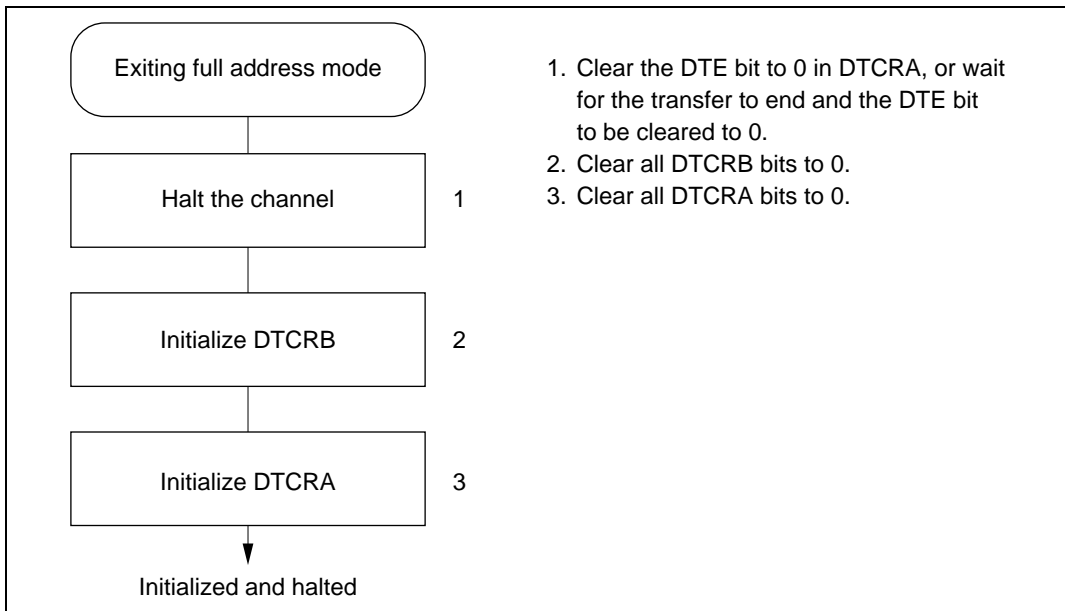 Exiting full address mode
Halt the channel
1
Initialize DTCRB
2
Initialize DTCRA
3
Initialized and halted
1. Clear the DTE bit to 0 in DTCRA, or wait
for the transfer to end and the DTE bit
to be cleared to 0.
2. Clear all DTCRB bits to 0.
3. Clear all DTCRA bits to 0.